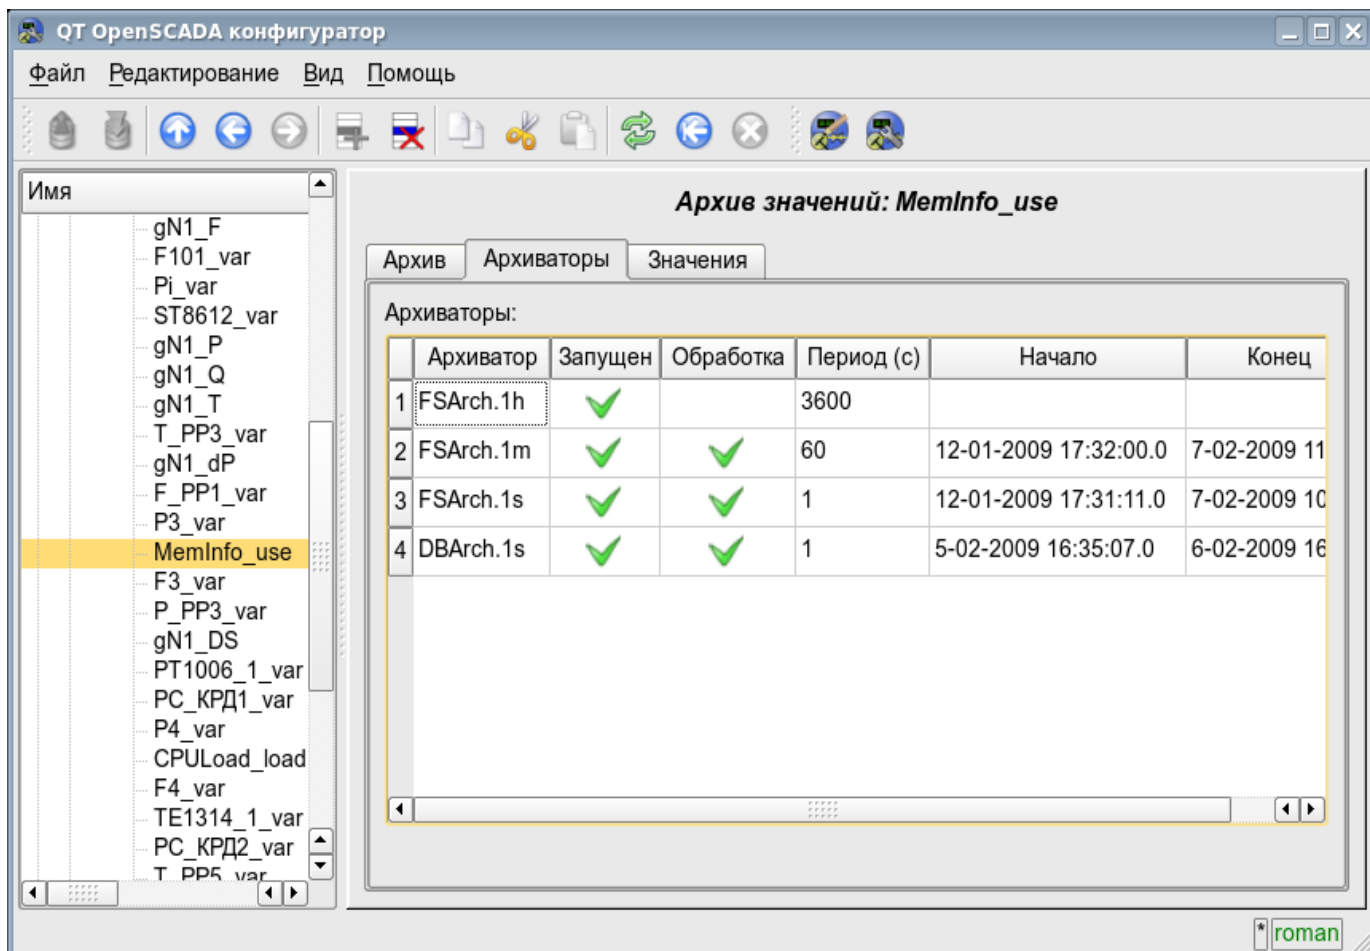 QT OpenSCADA конфигуратор
Файл Редактирование Вид Помощь
Имя
gN1_F
F101_var
Pi_var
ST8612_var
gN1_P
gN1_Q
gN1_T
T_PP3_var
gN1_dP
F_PP1_var
P3_var
MemInfo_use
F3_var
P_PP3_var
gN1_DS
PT1006_1_var
PC_КРД1_var
P4_var
CPULoad_load
F4_var
TE1314_1_var
PC_КРД2_var
T_PP5_var
Архив значений: MemInfo_use
Архив Архиваторы Значения
Архиваторы:
Архиватор Запущен Обработка Период (с) Начало Конец
1 FSArch.1h 3600
2 FSArch.1m 60 12-01-2009 17:32:00.0 7-02-2009 11
3 FSArch.1s 1 12-01-2009 17:31:11.0 7-02-2009 10
4 DBArch.1s 1 5-02-2009 16:35:07.0 6-02-2009 16
* roman